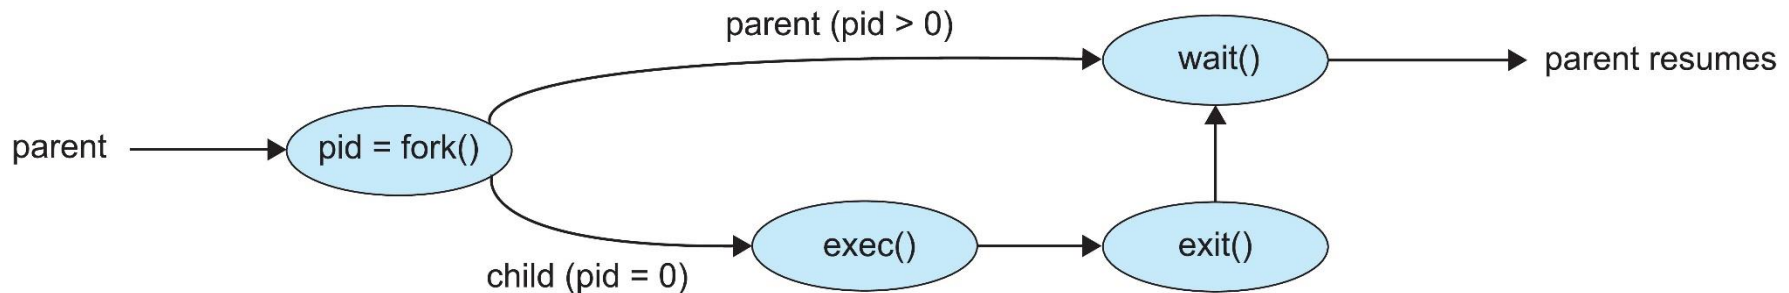 parent (pid > 0)
wait()
parent resumes
parent
pid = fork()
exec()
exit()
child (pid = 0)